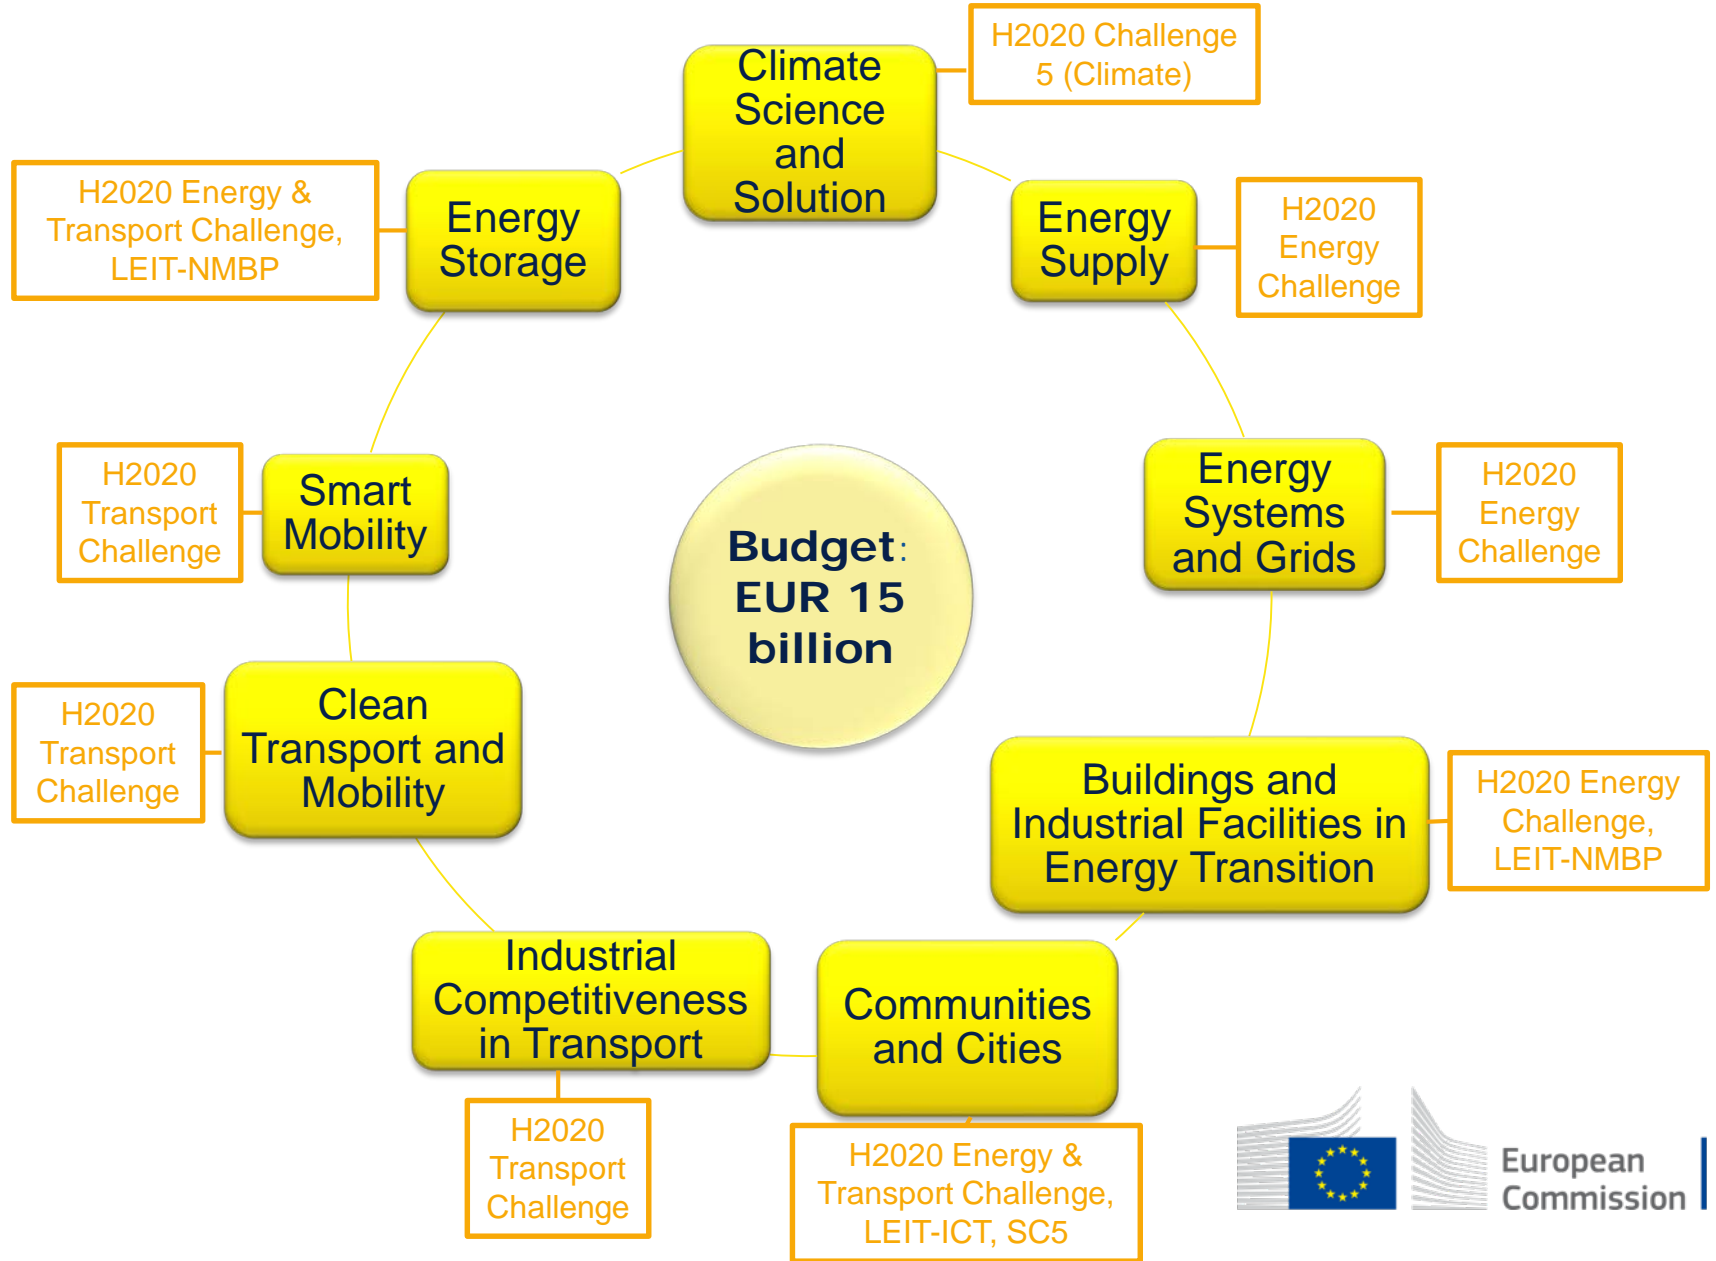 H2020 Challenge
5 (Climate)
Climate
Science
and
Solution
H2020 Energy &
Transport Challenge,
LEIT-NMBP
Energy
Storage
Energy
Supply
H2020
Energy
Challenge
H2020
Transport
Challenge
Smart
Mobility
Budget:
EUR 15
billion
Energy
Systems
and Grids
H2020
Energy
Challenge
H2020
Transport
Challenge
Clean
Transport and
Mobility
Buildings and
Industrial Facilities in
Energy Transition
H2020 Energy
Challenge,
LEIT-NMBP
Industrial
Competitiveness
in Transport
Communities
and Cities
H2020
Transport
Challenge
H2020 Energy &
Transport Challenge,
LEIT-ICT, SC5
European
Commission